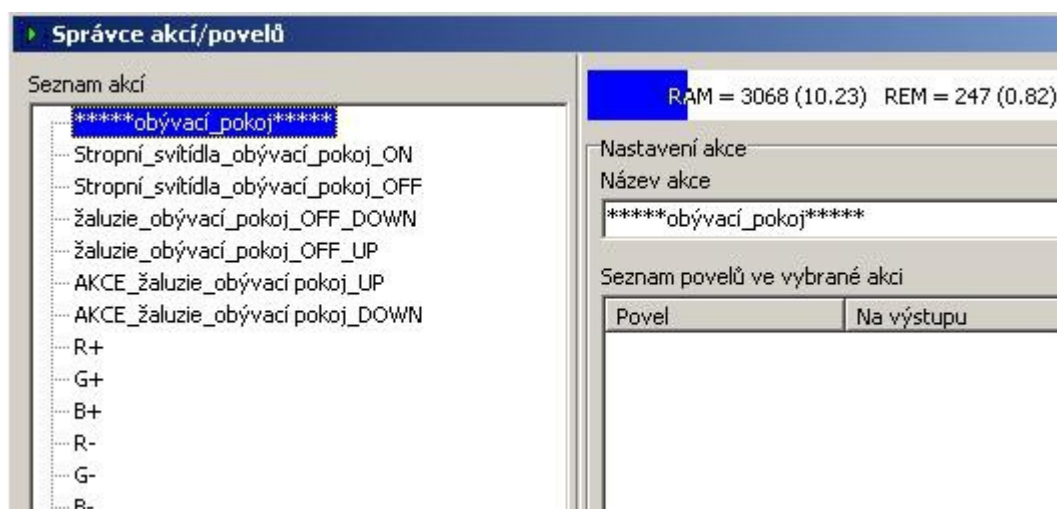 Správce akcí/povelů
Seznam akcí
*****obývací_pokoj*****
Stropní_svítídla_obývací_pokoj_ON
Stropní_svítídla_obývací_pokoj_OFF
žaluzie_obývací_pokoj_OFF_DOWN
žaluzie_obývací_pokoj_OFF_UP
AKCE_žaluzie_obývací pokoj_UP
AKCE_žaluzie_obývací pokoj_DOWN
R+
G+
B+
R-
G-
B-
RAM = 3068 (10.23) REM = 247 (0.82)
Nastavení akce
Název akce
*****obývací_pokoj*****
Seznam povelů ve vybrané akci
Povel Na výstupu